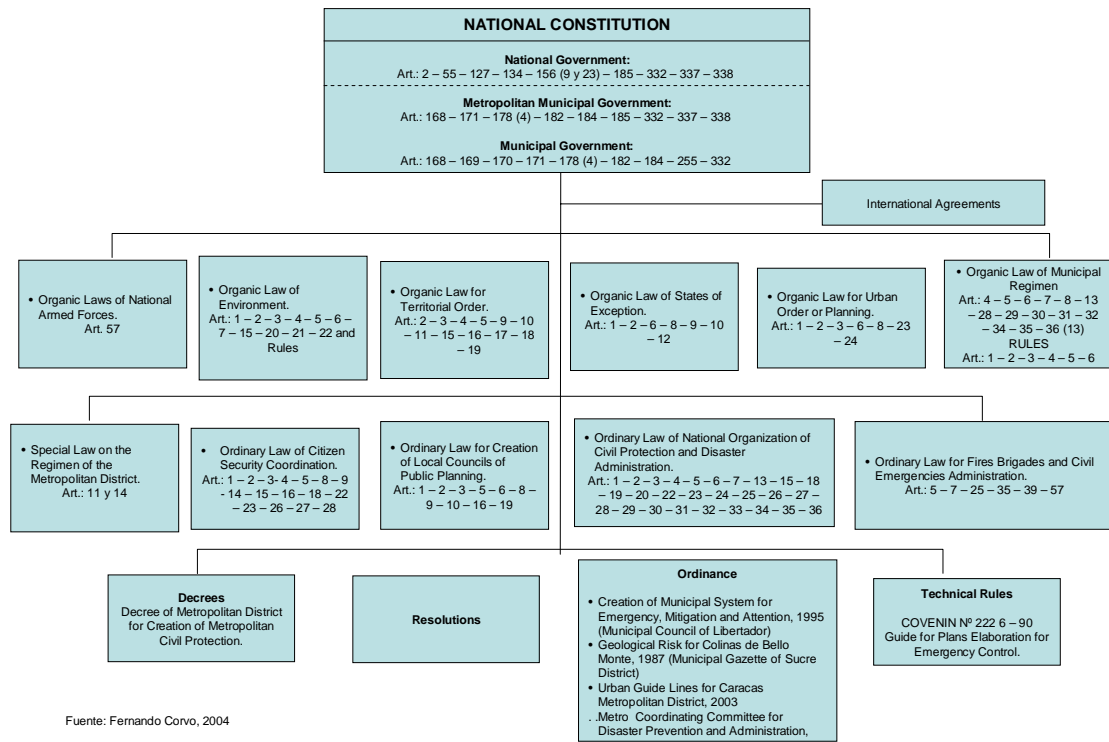 NATIONAL CONSTITUTION
National Government:
Art.: 2 – 55 – 127 – 134 – 156 (9 y 23) – 185 – 332 – 337 – 338
Metropolitan Municipal Government:
Art.: 168 – 171 – 178 (4) – 182 – 184 – 185 – 332 – 337 – 338
Municipal Government:
Art.: 168 – 169 – 170 – 171 – 178 (4) – 182 – 184 – 255 – 332
International Agreements
• Organic Laws of National
Armed Forces.
Art. 57
• Organic Law of
Environment.
Art.: 1 – 2 – 3 – 4 – 5 – 6 –
7 – 15 – 20 – 21 – 22 and
Rules
• Organic Law for
Territorial Order.
Art.: 2 – 3 – 4 – 5 – 9 – 10
– 11 – 15 – 16 – 17 – 18
– 19
• Organic Law of States of
Exception.
Art.: 1 – 2 – 6 – 8 – 9 – 10
– 12
• Organic Law for Urban
Order or Planning.
Art.: 1 – 2 – 3 – 6 – 8 – 23
– 24
• Organic Law of Municipal
Regimen
Art.: 4 – 5 – 6 – 7 – 8 – 13
– 28 – 29 – 30 – 31 – 32
– 34 – 35 – 36 (13)
RULES
Art.: 1 – 2 – 3 – 4 – 5 – 6
• Special Law on the
Regimen of the
Metropolitan District.
Art.: 11 y 14
• Ordinary Law of Citizen
Security Coordination.
Art.: 1 – 2 – 3- 4 – 5 – 8 – 9
- 14 – 15 – 16 – 18 – 22
– 23 – 26 – 27 – 28
• Ordinary Law for Creation
of Local Councils of
Public Planning.
Art.: 1 – 2 – 3 – 5 – 6 – 8 –
9 – 10 – 16 – 19
• Ordinary Law of National Organization of
Civil Protection and Disaster
Administration.
Art.: 1 – 2 – 3 – 4 – 5 – 6 – 7 – 13 – 15 – 18
– 19 – 20 – 22 – 23 – 24 – 25 – 26 – 27 –
28 – 29 – 30 – 31 – 32 – 33 – 34 – 35 – 36
• Ordinary Law for Fires Brigades and Civil
Emergencies Administration.
Art.: 5 – 7 – 25 – 35 – 39 – 57
Decrees
Decree of Metropolitan District
for Creation of Metropolitan
Civil Protection.
Resolutions
Ordinance
• Creation of Municipal System for
Emergency, Mitigation and Attention, 1995
(Municipal Council of Libertador)
• Geological Risk for Colinas de Bello
Monte, 1987 (Municipal Gazette of Sucre
District)
• Urban Guide Lines for Caracas
Metropolitan District, 2003
. .Metro Coordinating Committee for
Disaster Prevention and Administration,
Technical Rules
COVENIN Nº 222 6 – 90
Guide for Plans Elaboration for
Emergency Control.
Fuente: Fernando Corvo, 2004